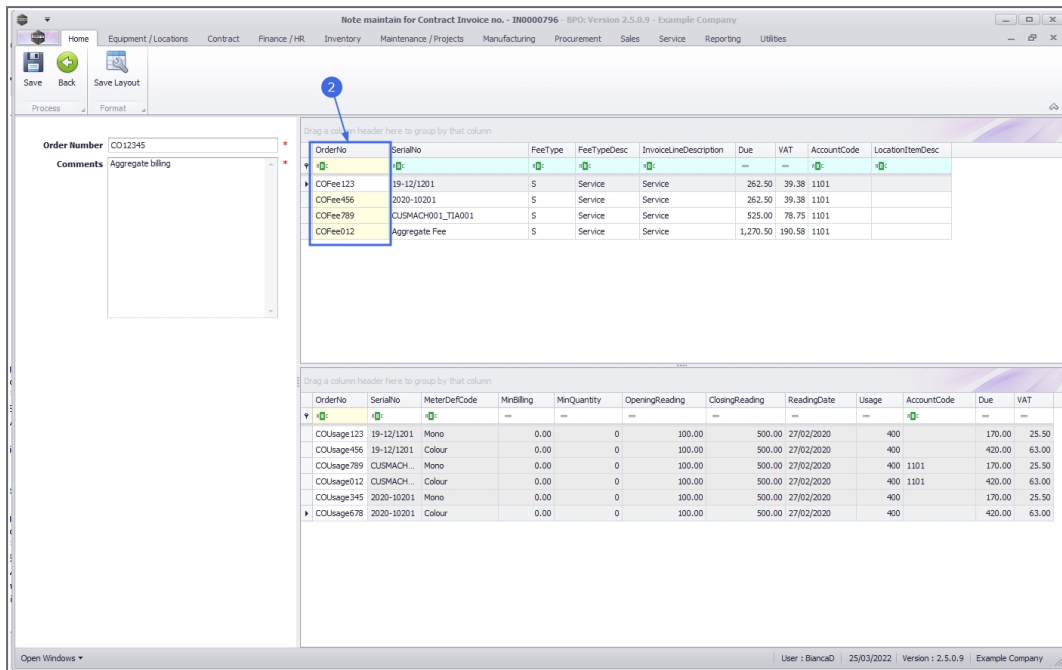 Note maintain for Contract Invoice no. - IN0000796 - BPO: Version 2.5.0.9 - Example Company
Home Equipment / Locations Contract Finance / HR Inventory Maintenance / Projects Manufacturing Procurement Sales Service Reporting Utilities
Save Back Save Layout
Process Format
2
Order Number CO12345 *
Comments Aggregate billing *
Drag a column header here to group by that column
OrderNo SerialNo FeeType FeeTypeDesc InvoiceLineDescription Due VAT AccountCode LocationItemDesc
COFee123 19-12/1201 S Service Service 262.50 39.38 1101
COFee456 2020-10201 S Service Service 262.50 39.38 1101
COFee789 CUSMACH001_TIA001 S Service Service 525.00 78.75 1101
COFee012 Aggregate Fee S Service Service 1,270.50 190.58 1101
Drag a column header here to group by that column
OrderNo SerialNo MeterDefCode MinBilling MinQuantity OpeningReading ClosingReading ReadingDate Usage AccountCode Due VAT
COUsage123 19-12/1201 Mono 0.00 0 100.00 500.00 27/02/2020 400 170.00 25.50
COUsage456 19-12/1201 Colour 0.00 0 100.00 500.00 27/02/2020 400 420.00 63.00
COUsage789 CUSMACH... Mono 0.00 0 100.00 500.00 27/02/2020 400 1101 170.00 25.50
COUsage012 CUSMACH... Colour 0.00 0 100.00 500.00 27/02/2020 400 1101 420.00 63.00
COUsage345 2020-10201 Mono 0.00 0 100.00 500.00 27/02/2020 400 170.00 25.50
COUsage678 2020-10201 Colour 0.00 0 100.00 500.00 27/02/2020 400 420.00 63.00
Open Windows User : BiancaD 25/03/2022 Version : 2.5.0.9 Example Company